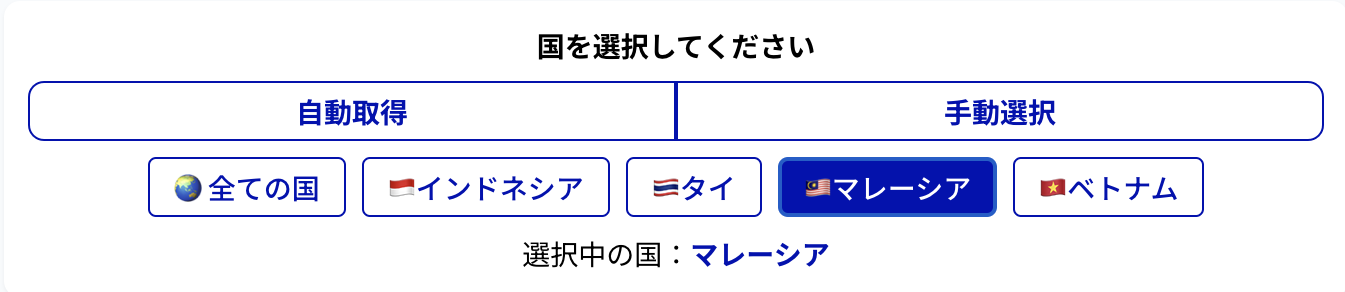 国を選択してください
自動取得 手動選択
🌏 全ての国 🇮🇩インドネシア 🇹🇭タイ 🇲🇾マレーシア 🇻🇳ベトナム
選択中の国：マレーシア